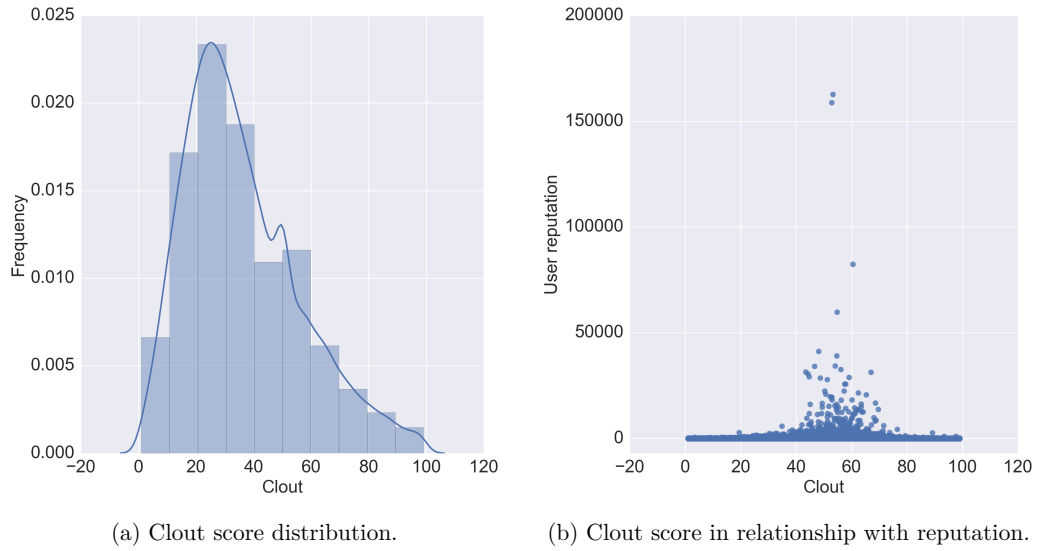 0.025
0.020
0.015
0.010
0.005
0.000
Frequency
−20 0 20 40 60 80 100 120
Clout
(a) Clout score distribution.
200000
150000
100000
50000
0
User reputation
−20 0 20 40 60 80 100 120
Clout
(b) Clout score in relationship with reputation.